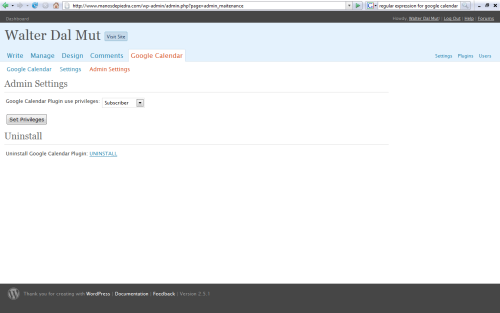 http://www.manosdepiedra.com/wp-admin/admin.php?page=admin_maitenance
regular expression for google calendar
Dashboard
Howdy, Walter Dal Mut | Log Out | Help | Forums
Walter Dal Mut Visit Site
Write Manage Design Comments Google Calendar Settings Plugins Users
Google Calendar Settings Admin Settings
Admin Settings
Google Calendar Plugin use privileges: Subscriber
Set Privileges
Uninstall
Uninstall Google Calendar Plugin: UNINSTALL
Thank you for creating with WordPress | Documentation | Feedback | Version 2.5.1